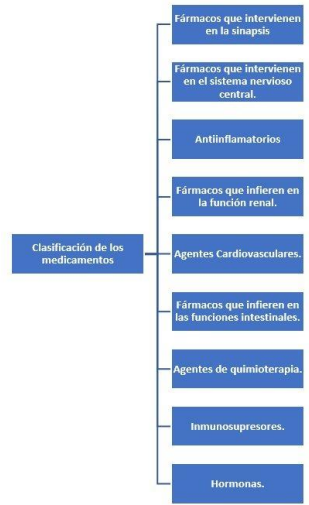 Fármacos que intervienen
en la sinapsis
Fármacos que intervienen
en el sistema nervioso
central.
Antiinflamatorios
Fármacos que infieren en
la función renal.
Clasificación de los
medicamentos
Agentes Cardiovasculares.
Fármacos que infieren en
las funciones intestinales.
Agentes de quimioterapia.
Inmunosupresores.
Hormonas.